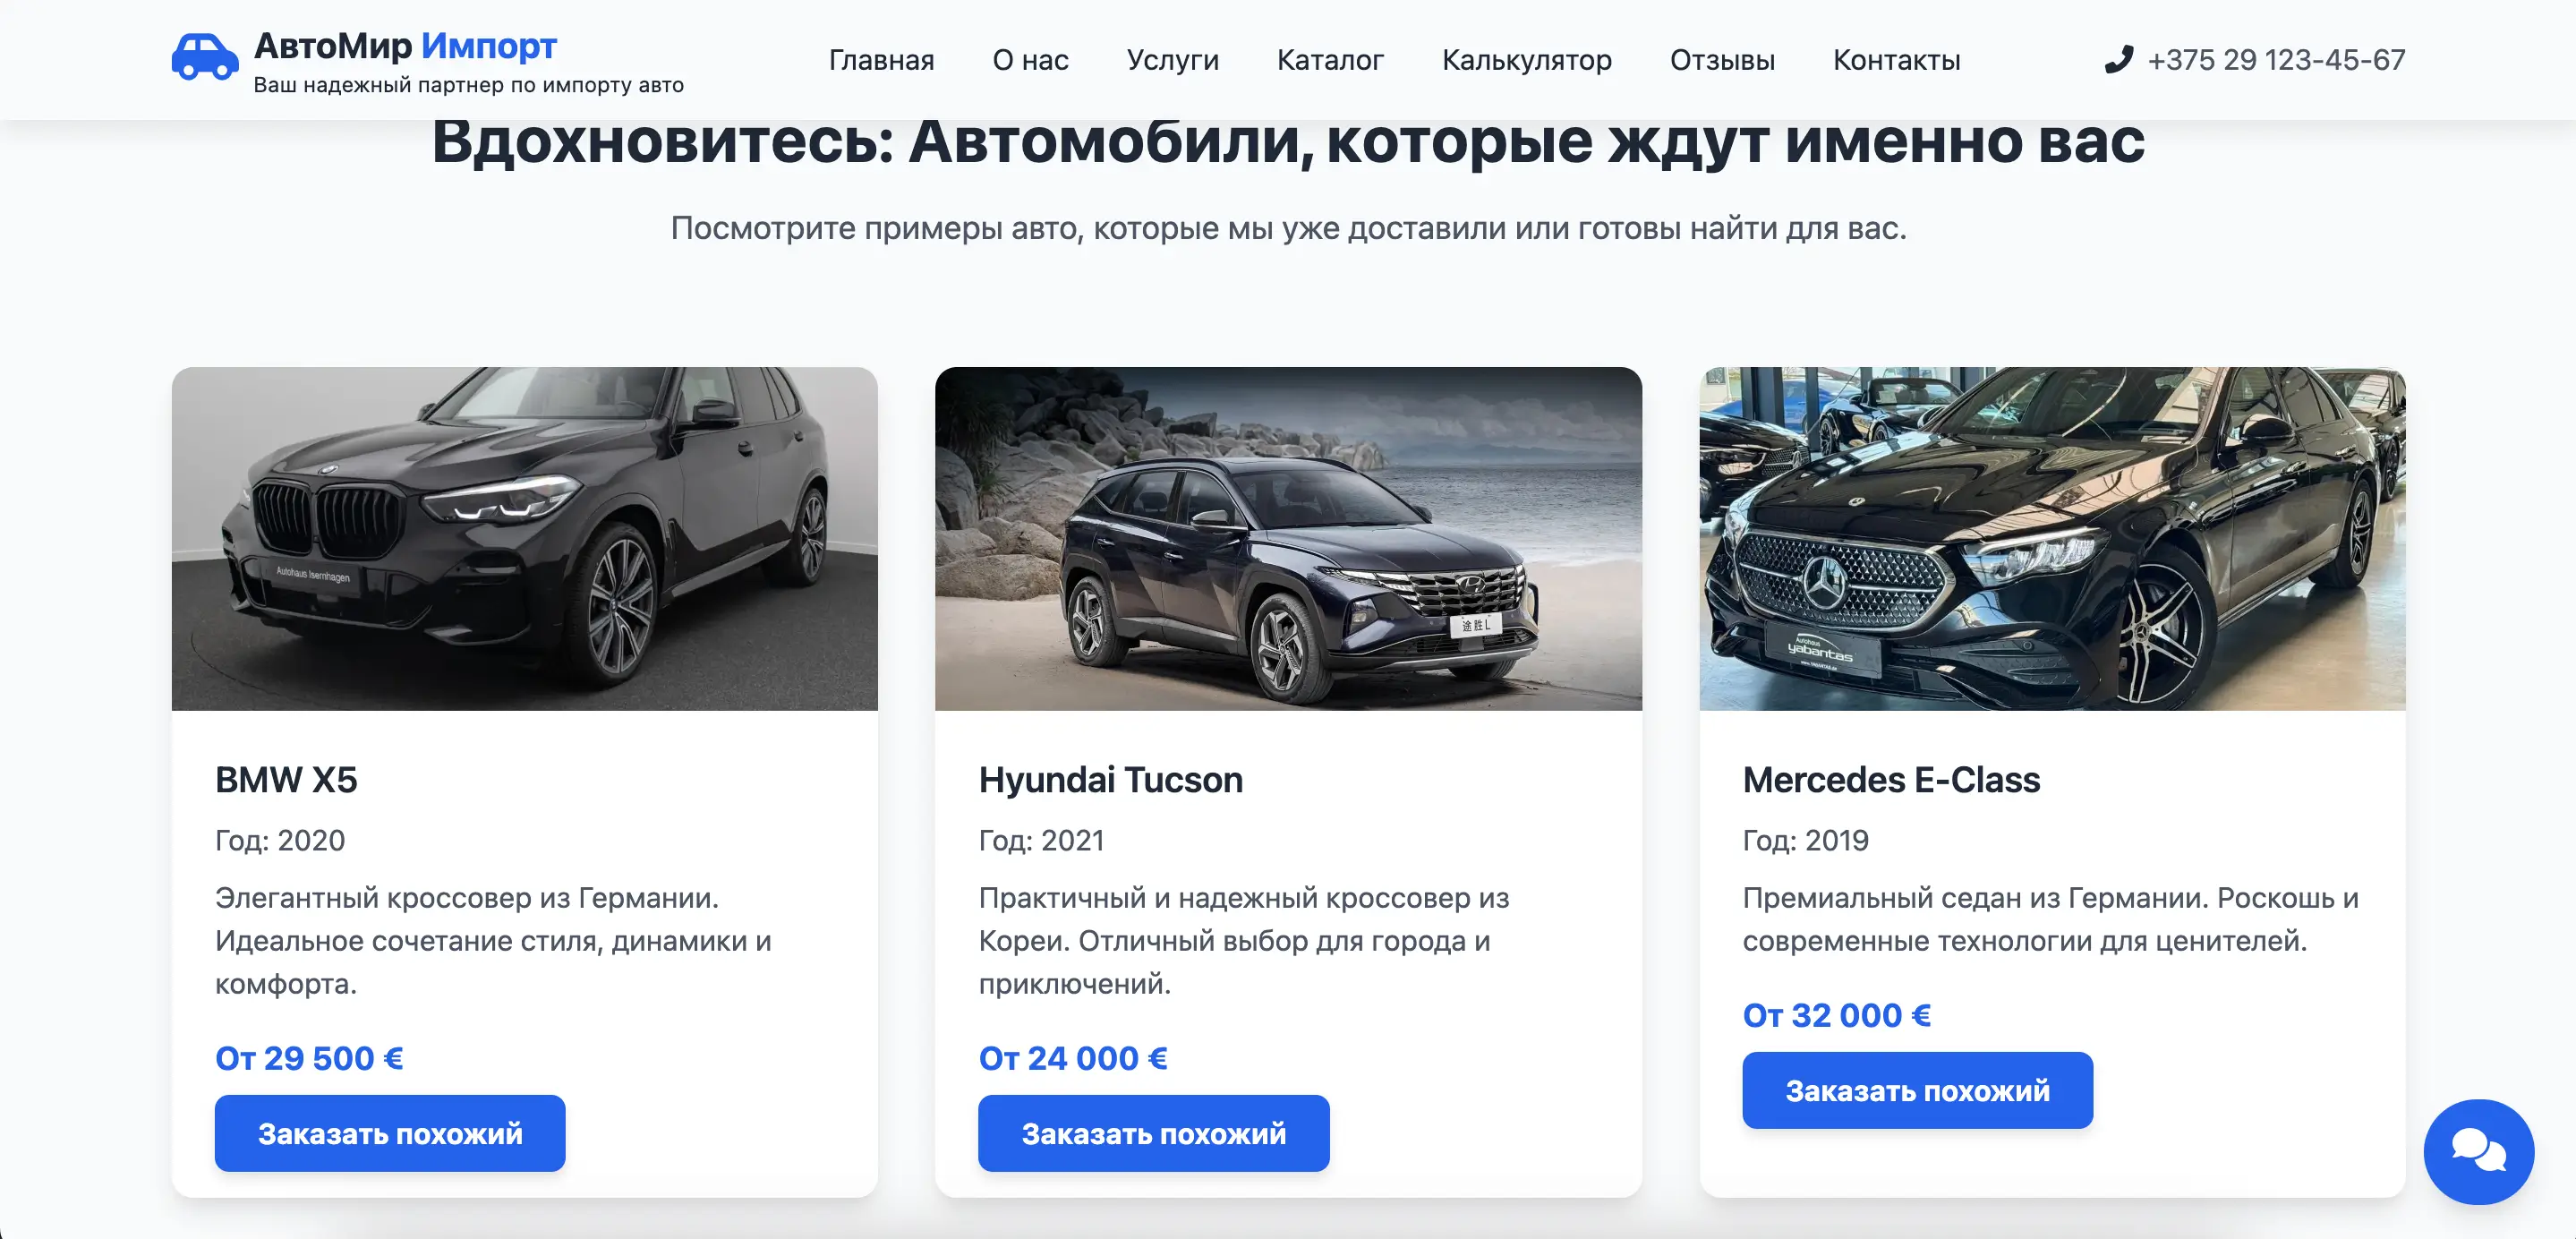 АвтоМир Импорт
Ваш надежный партнер по импорту авто
Главная
О нас
Услуги
Каталог
Калькулятор
Отзывы
Контакты
+375 29 123-45-67
Вдохновитесь: Автомобили, которые ждут именно вас
Посмотрите примеры авто, которые мы уже доставили или готовы найти для вас.
Autohaus Isernhagen
途胜L
Autohaus
yabantas
BMW X5
Год: 2020
Элегантный кроссовер из Германии.
Идеальное сочетание стиля, динамики и
комфорта.
От 29 500 €
Заказать похожий
Hyundai Tucson
Год: 2021
Практичный и надежный кроссовер из
Кореи. Отличный выбор для города и
приключений.
От 24 000 €
Заказать похожий
Mercedes E-Class
Год: 2019
Премиальный седан из Германии. Роскошь и
современные технологии для ценителей.
От 32 000 €
Заказать похожий